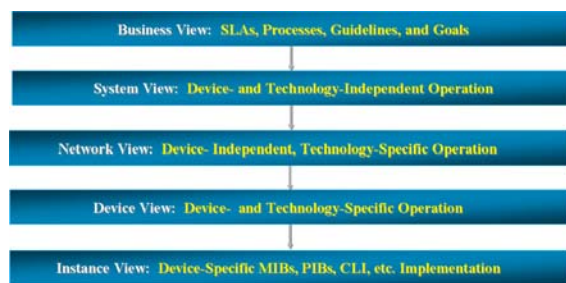 Business View: SLAs, Processes, Guidelines, and Goals
System View: Device- and Technology-Independent Operation
Network View: Device- Independent, Technology-Specific Operation
Device View: Device- and Technology-Specific Operation
Instance View: Device-Specific MIBs, PIBs, CLI, etc. Implementation